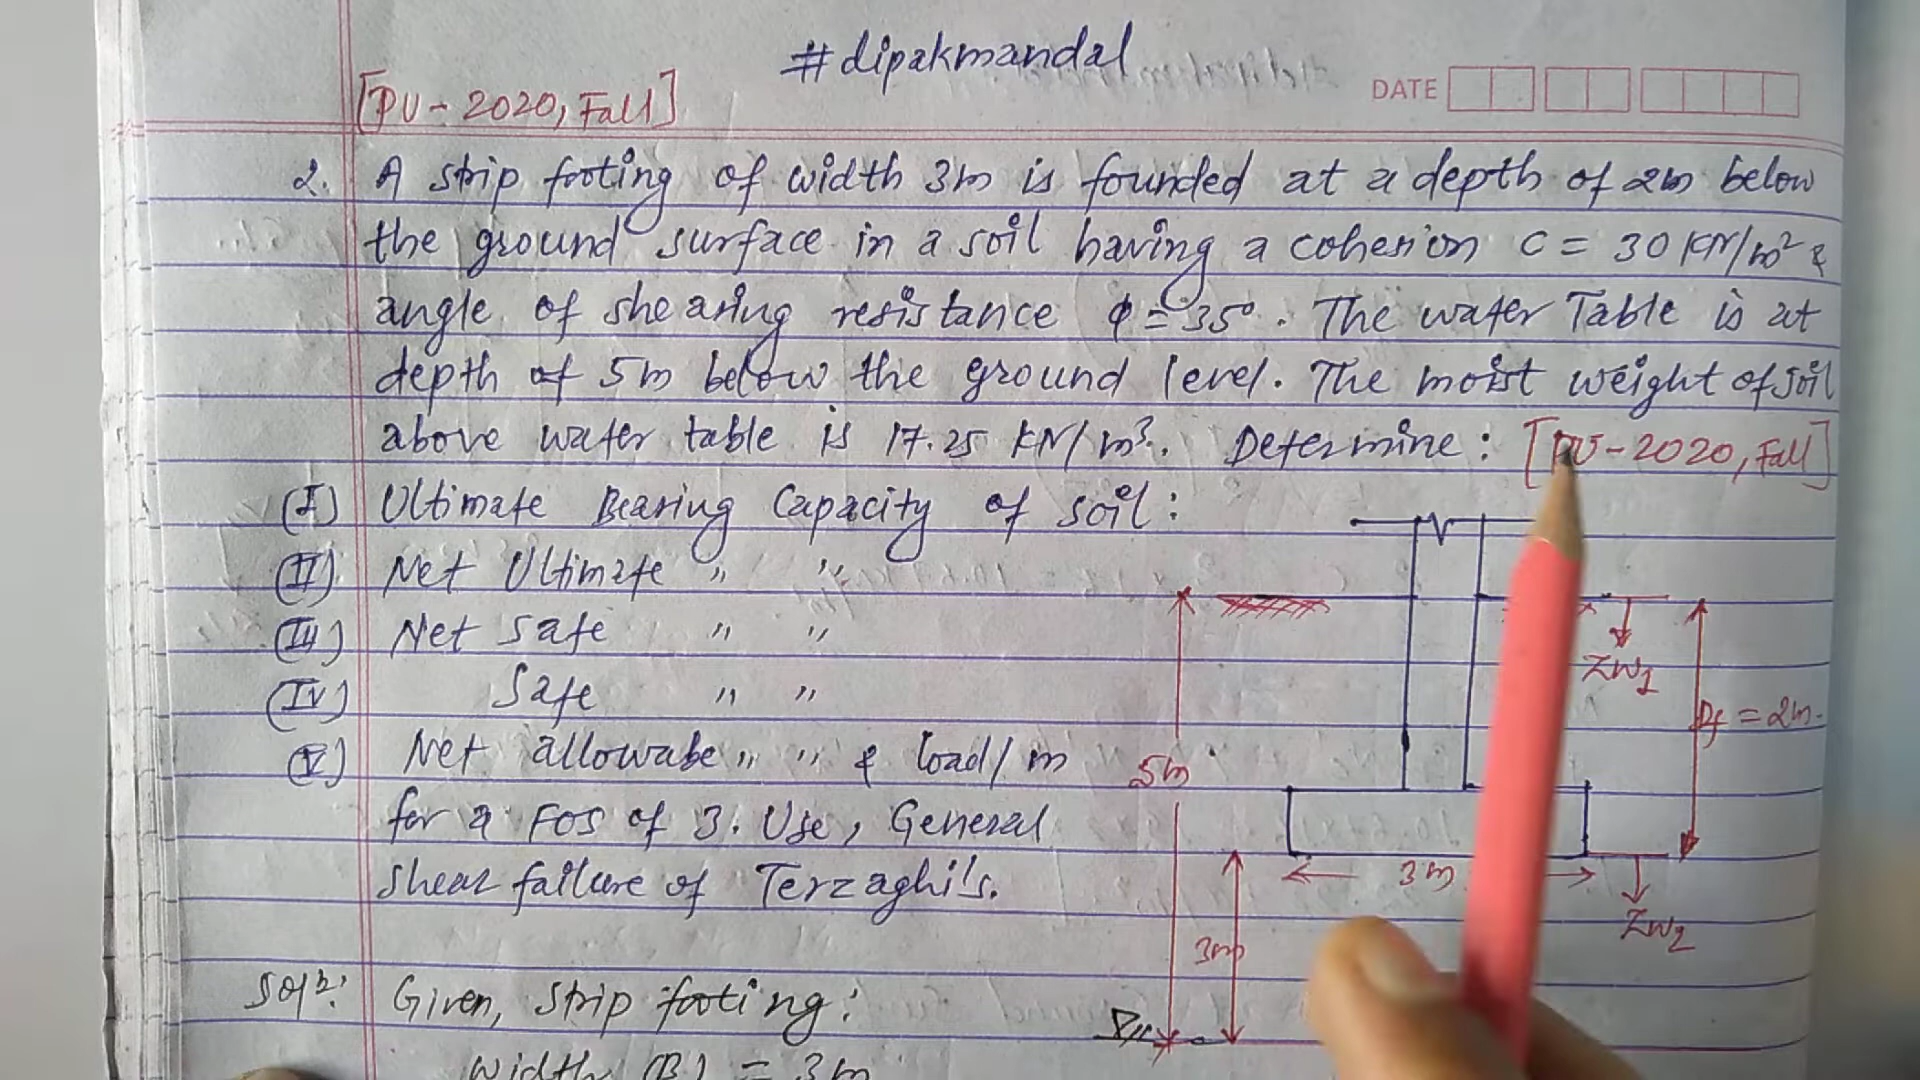 #dipakmandal
DATE
[PU-2020, Fall]
2. A strip footing of width 3m is founded at a depth of 2m below
the ground surface in a soil having a cohesion C = 30 KN/m² &
angle of shearing resistance ϕ = 35°. The water Table is at
depth of 5m below the ground level. The moist weight of soil
above water table is 17.25 KN/m³. Determine: [PU-2020, Fall]
(I) Ultimate Bearing Capacity of soil:
(II) Net Ultimate " "
(III) Net Safe " "
(IV) Safe " "
(V) Net allowabe " " & load/m
for a FOS of 3. Use, General
shear failure of Terzaghi's.
Zw1
Df = 2m.
5m
3m
Zw2
3m
Solⁿ: Given, strip footing:
Width (B) = 3m